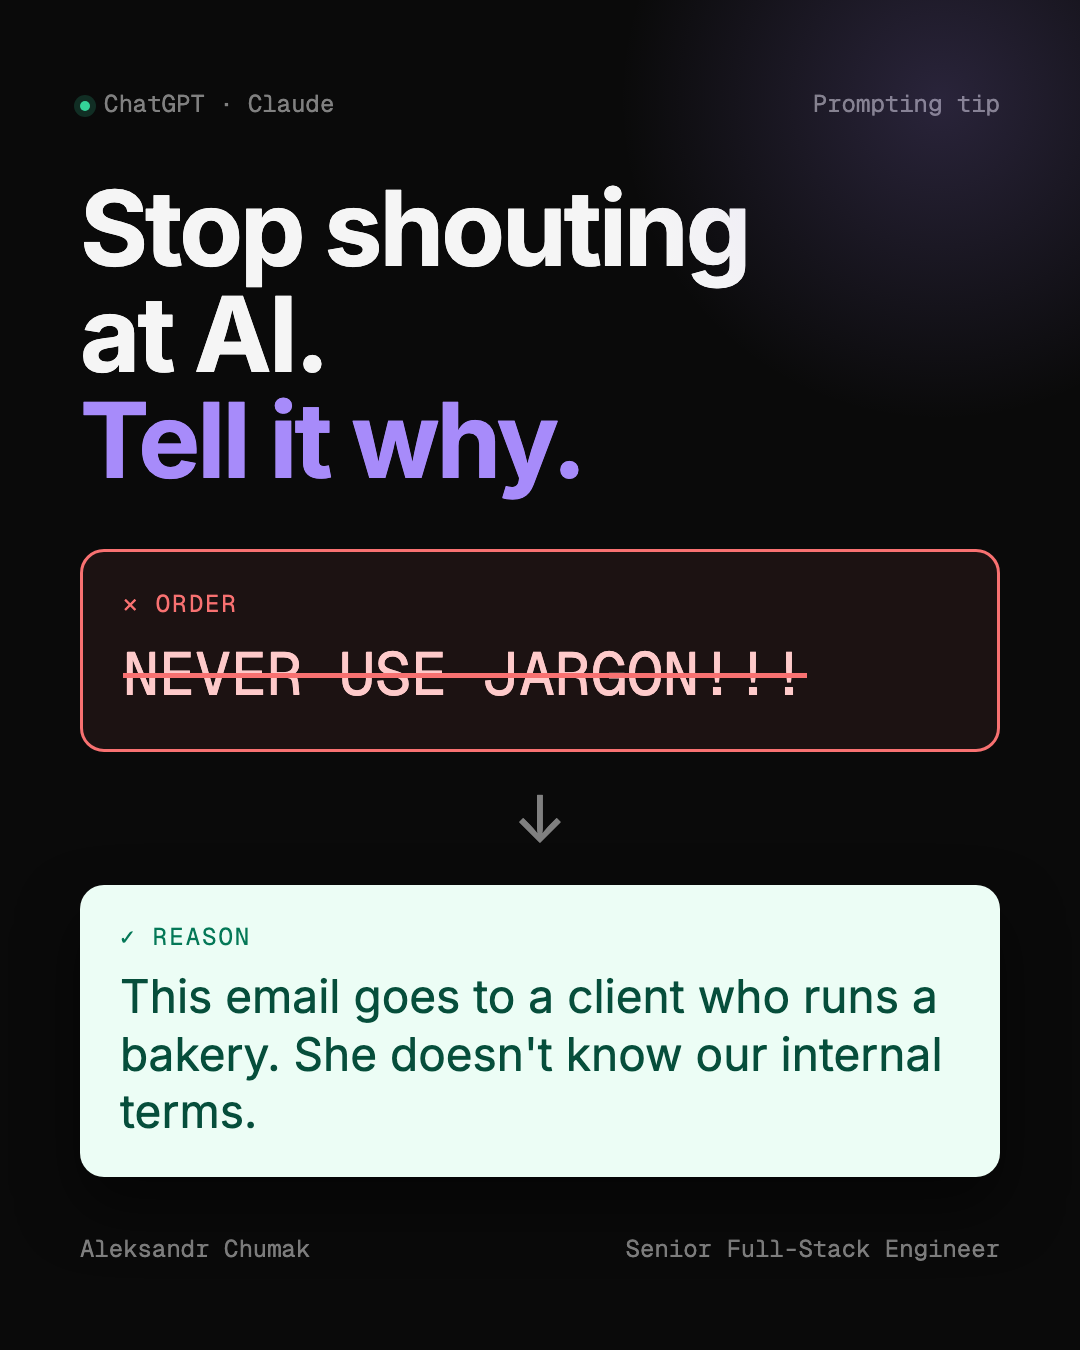 ChatGPT · Claude
Prompting tip
Stop shouting
at AI.
Tell it why.
× ORDER
NEVER USE JARGON!!!
↓
✓ REASON
This email goes to a client who runs a
bakery. She doesn't know our internal
terms.
Aleksandr Chumak
Senior Full-Stack Engineer